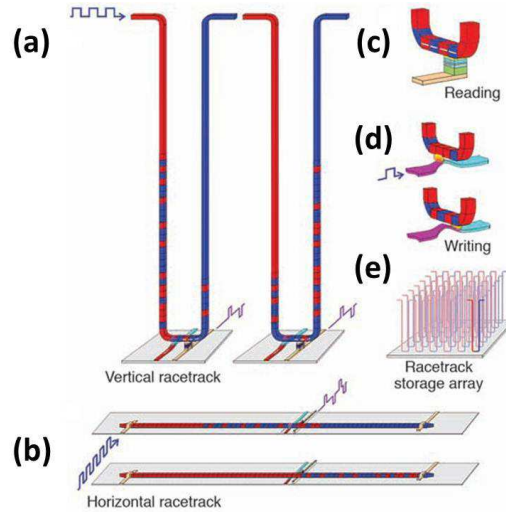 (a)
Vertical racetrack
(b)
Horizontal racetrack
(c)
Reading
(d)
Writing
(e)
Racetrack
storage array